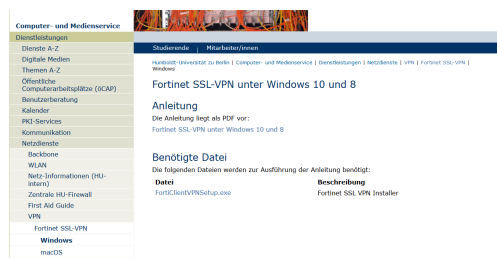 Computer- und Medienservice
Dienstleistungen
Dienste A-Z
Digitale Medien
Themen A-Z
Öffentliche
Computerarbeitsplätze (öCAP)
Benutzerberatung
Kalender
PKI-Services
Kommunikation
Netzdienste
Backbone
WLAN
Netz-Informationen (HU-
intern)
Zentrale HU-Firewall
First Aid Guide
VPN
Fortinet SSL-VPN
Windows
macOS
Studierende | Mitarbeiter/innen
Humboldt-Universität zu Berlin | Computer- und Medienservice | Dienstleistungen | Netzdienste | VPN | Fortinet SSL-VPN |
Windows
Fortinet SSL-VPN unter Windows 10 und 8
Anleitung
Die Anleitung liegt als PDF vor:
Fortinet SSL-VPN unter Windows 10 und 8
Benötigte Datei
Die folgenden Dateien werden zur Ausführung der Anleitung benötigt:
Datei Beschreibung
FortiClientVPNSetup.exe Fortinet SSL VPN Installer